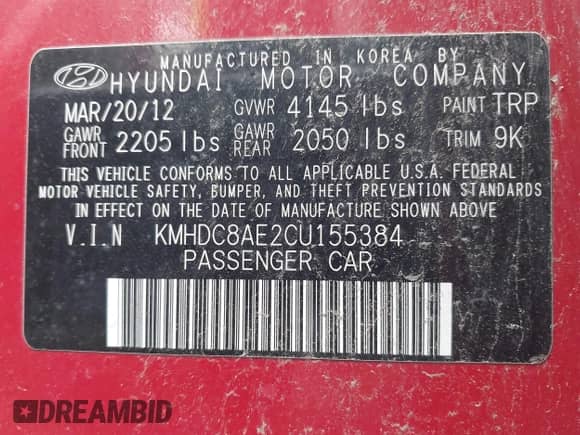 MANUFACTURED IN KOREA BY
HYUNDAI MOTOR COMPANY
MAR/20/12 GVWR 4145 lbs PAINT TRP
GAWR FRONT 2205 lbs GAWR REAR 2050 lbs TRIM 9K
THIS VEHICLE CONFORMS TO ALL APPLICABLE U.S.A. FEDERAL
MOTOR VEHICLE SAFETY, BUMPER, AND THEFT PREVENTION STANDARDS
IN EFFECT ON THE DATE OF MANUFACTURE SHOWN ABOVE
V.I.N KMHDC8AE2CU155384
PASSENGER CAR
DREAMBID